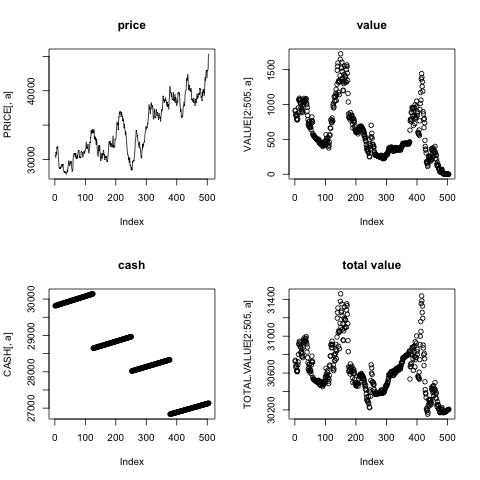 price
PRICE[, a]
30000 40000
0 100 200 300 400 500
Index
value
VALUE[2:505, a]
0 500 1000 1500
0 100 200 300 400 500
Index
cash
CASH[, a]
27000 28000 29000 30000
0 100 200 300 400 500
Index
total value
TOTAL.VALUE[2:505, a]
30200 30600 31000 31400
0 100 200 300 400 500
Index